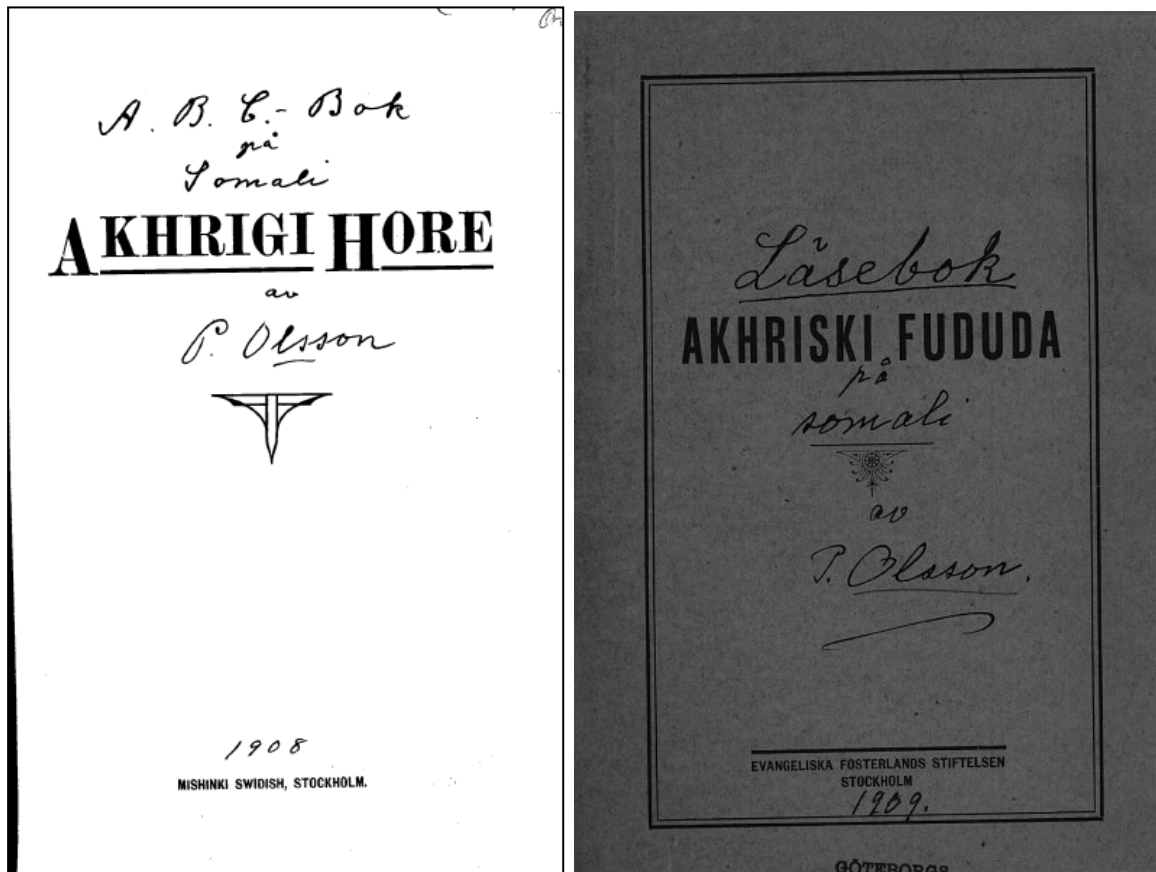 A. B. C.- Bok
på
Somali
AKHRIGI HORE
av
P. Olsson
1908
MISHINKI SWIDISH, STOCKHOLM.
Läsebok
AKHRISKI FUDUDA
på
somali
av
P. Olsson.
EVANGELISKA FOSTERLANDS STIFTELSEN
STOCKHOLM
1909.
GÖTEBORGS